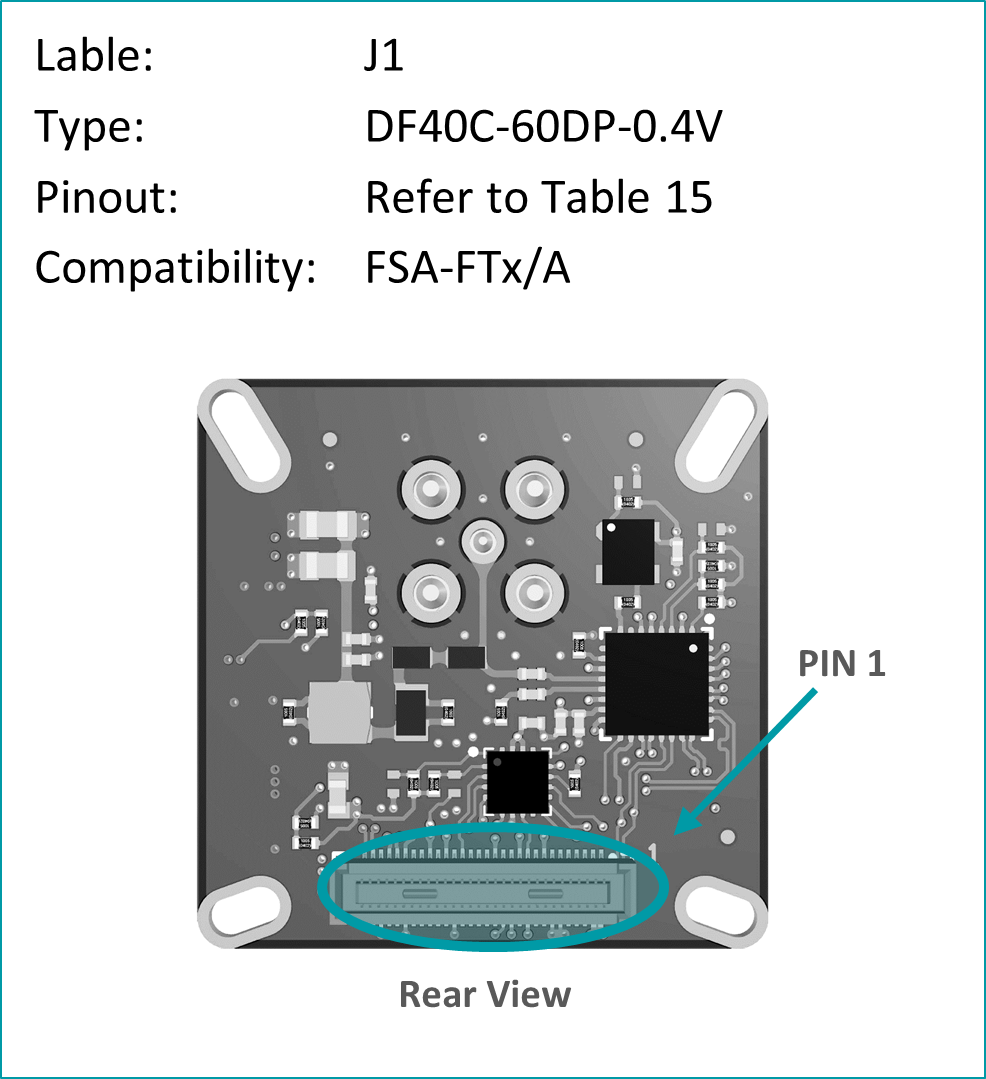 Lable: J1
Type: DF40C-60DP-0.4V
Pinout: Refer to Table 15
Compatibility: FSA-FTx/A
PIN 1
1
Rear View